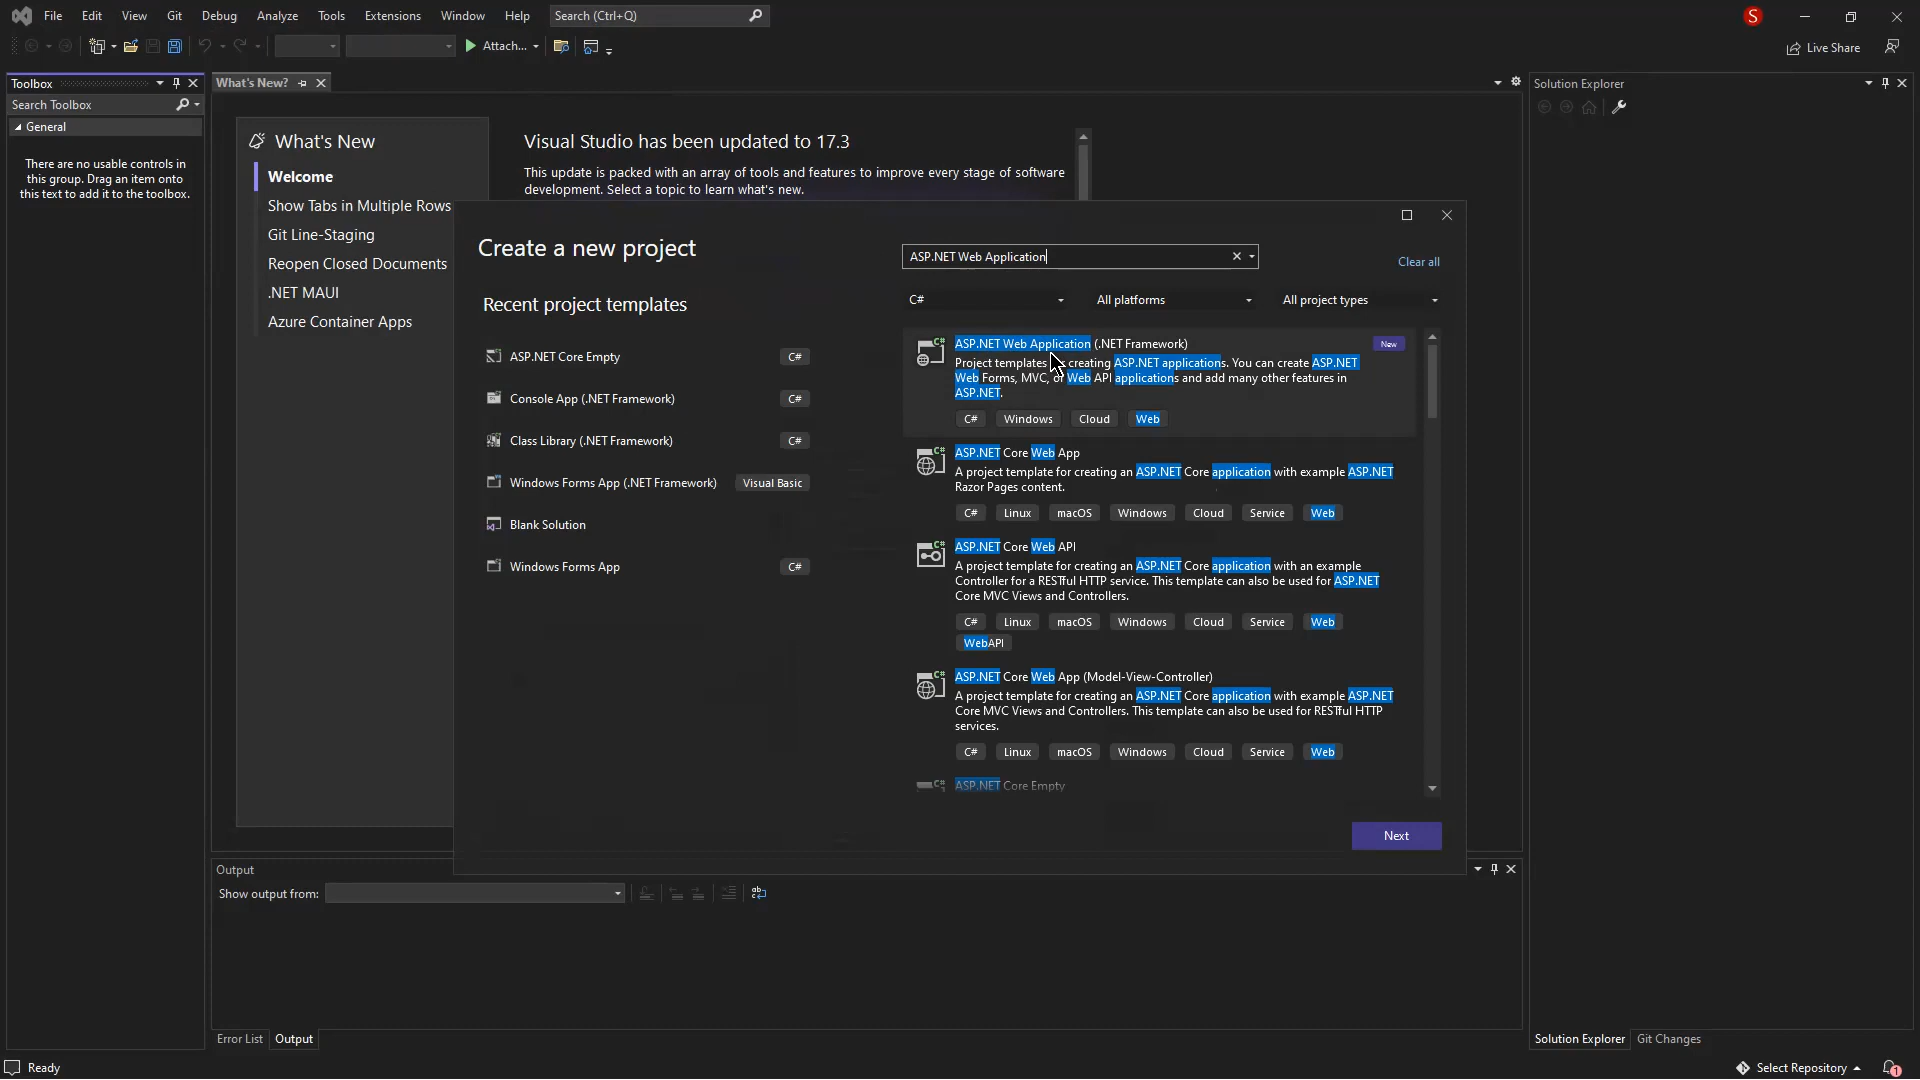 File Edit View Git Debug Analyze Tools Extensions Window Help Search (Ctrl+Q) S
Attach... Live Share
Toolbox What's New? Solution Explorer
Search Toolbox
General
There are no usable controls in
this group. Drag an item onto
this text to add it to the toolbox.
What's New
Welcome
Show Tabs in Multiple Rows
Git Line-Staging
Reopen Closed Documents
.NET MAUI
Azure Container Apps
Visual Studio has been updated to 17.3
This update is packed with an array of tools and features to improve every stage of software
development. Select a topic to learn what's new.
Create a new project
Recent project templates
ASP.NET Core Empty C#
Console App (.NET Framework) C#
Class Library (.NET Framework) C#
Windows Forms App (.NET Framework) Visual Basic
Blank Solution
Windows Forms App C#
ASP.NET Web Application
Clear all
C# All platforms All project types
ASP.NET Web Application (.NET Framework) New
Project templates for creating ASP.NET applications. You can create ASP.NET
Web Forms, MVC, or Web API applications and add many other features in
ASP.NET.
C# Windows Cloud Web
ASP.NET Core Web App
A project template for creating an ASP.NET Core application with example ASP.NET
Razor Pages content.
C# Linux macOS Windows Cloud Service Web
ASP.NET Core Web API
A project template for creating an ASP.NET Core application with an example
Controller for a RESTful HTTP service. This template can also be used for ASP.NET
Core MVC Views and Controllers.
C# Linux macOS Windows Cloud Service Web
WebAPI
ASP.NET Core Web App (Model-View-Controller)
A project template for creating an ASP.NET Core application with example ASP.NET
Core MVC Views and Controllers. This template can also be used for RESTful HTTP
services.
C# Linux macOS Windows Cloud Service Web
ASP.NET Core Empty
Next
Output
Show output from:
Error List Output
Solution Explorer Git Changes
Ready
Select Repository 1